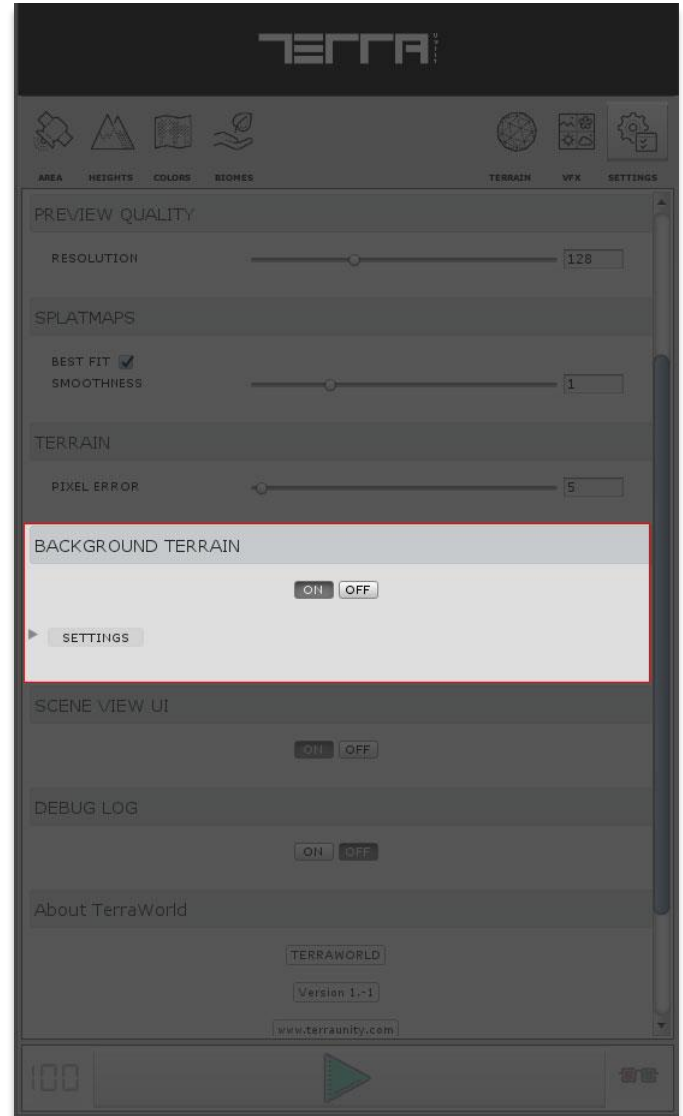 TERRA
UNITY
AREA HEIGHTS COLORS BIOMES TERRAIN VFX SETTINGS
PREVIEW QUALITY
RESOLUTION 128
SPLATMAPS
BEST FIT
SMOOTHNESS 1
TERRAIN
PIXEL ERROR 5
BACKGROUND TERRAIN
ON OFF
SETTINGS
SCENE VIEW UI
ON OFF
DEBUG LOG
ON OFF
About TerraWorld
TERRAWORLD
Version 1.-1
www.terraunity.com
100